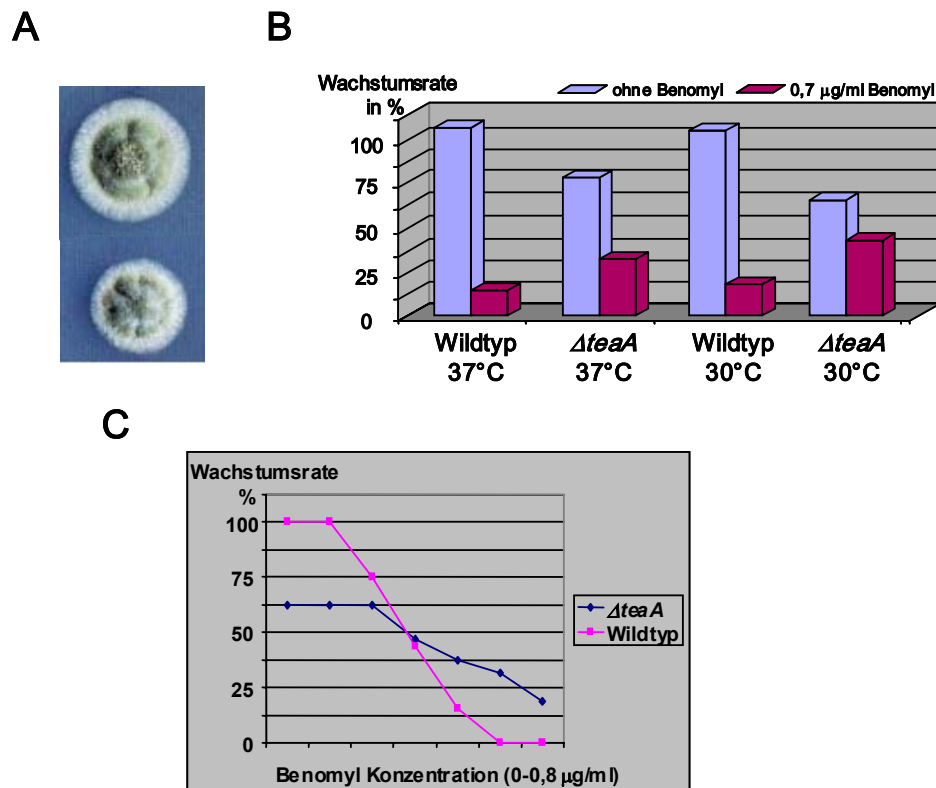 A
B
Wachstumsrate
in %
ohne Benomyl
0,7 µg/ml Benomyl
100
75
50
25
0
Wildtyp
37°C
ΔteaA
37°C
Wildtyp
30°C
ΔteaA
30°C
C
Wachstumsrate
%
100
75
50
25
0
ΔteaA
Wildtyp
Benomyl Konzentration (0-0,8 µg/ml)